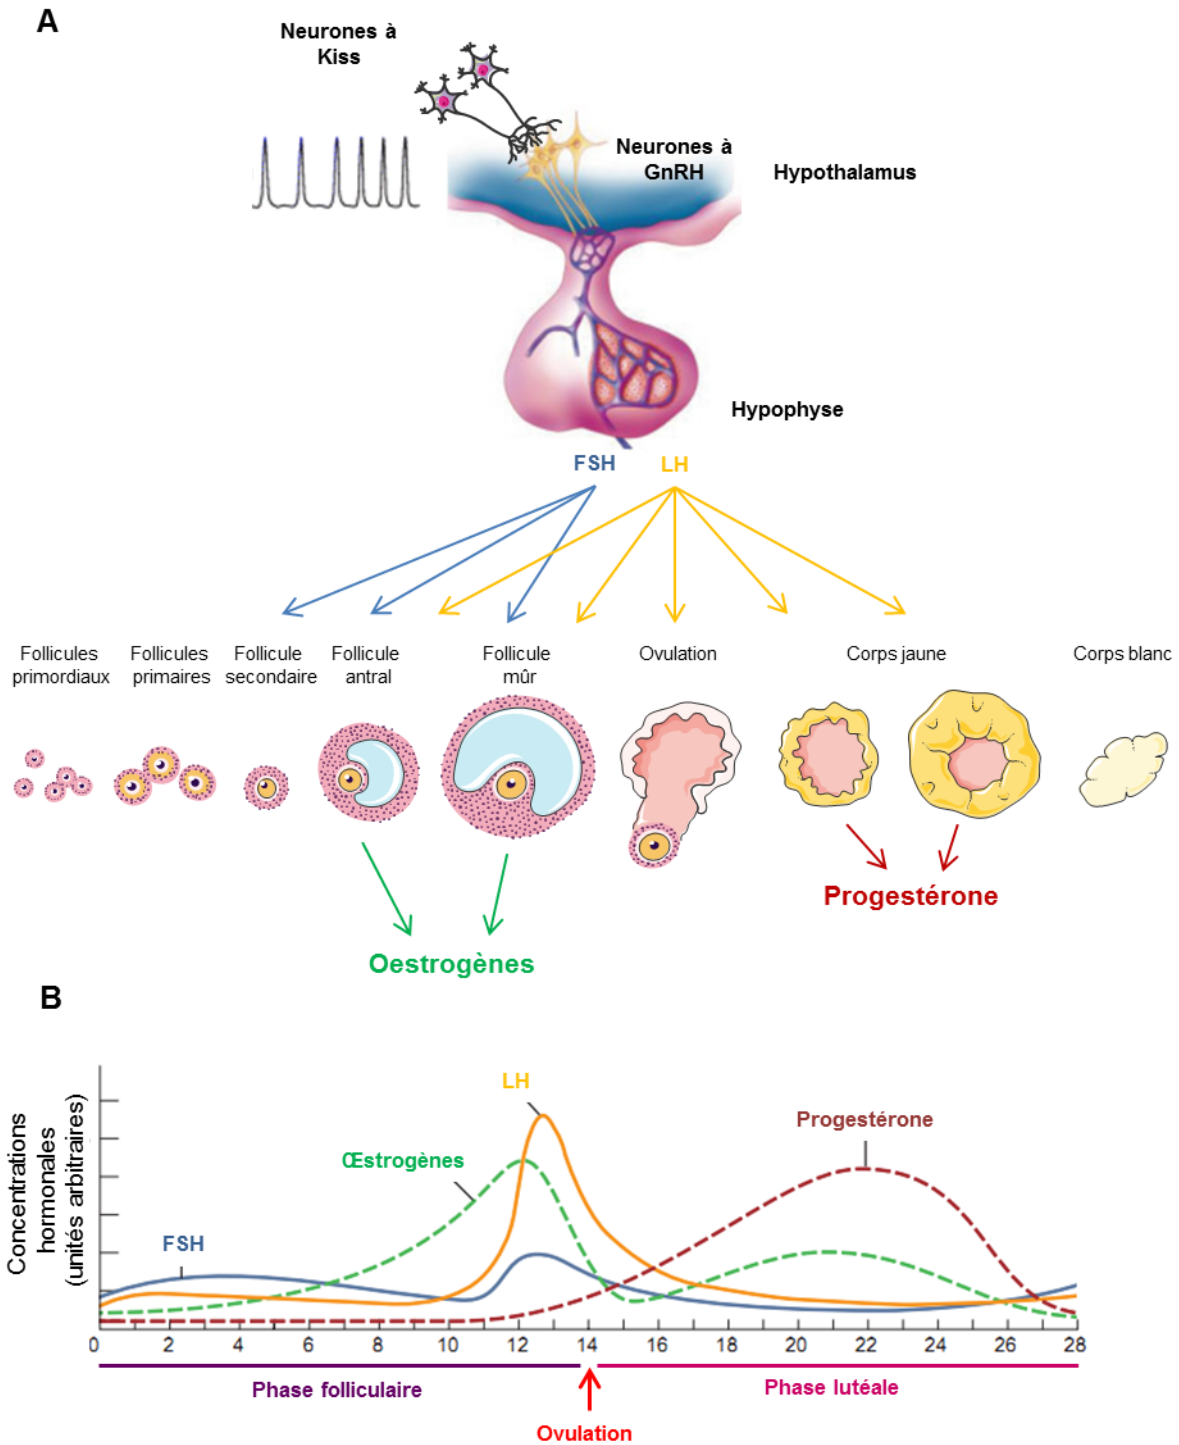 A
Neurones à
Kiss
Neurones à
GnRH
Hypothalamus
Hypophyse
FSH
LH
Follicules
primordiaux
Follicules
primaires
Follicule
secondaire
Follicule
antral
Follicule
mûr
Ovulation
Corps jaune
Corps blanc
Progestérone
Oestrogènes
B
Concentrations
hormonales
(unités arbitraires)
LH
Progestérone
Œstrogènes
FSH
0 2 4 6 8 10 12 14 16 18 20 22 24 26 28
Phase folliculaire
Phase lutéale
Ovulation